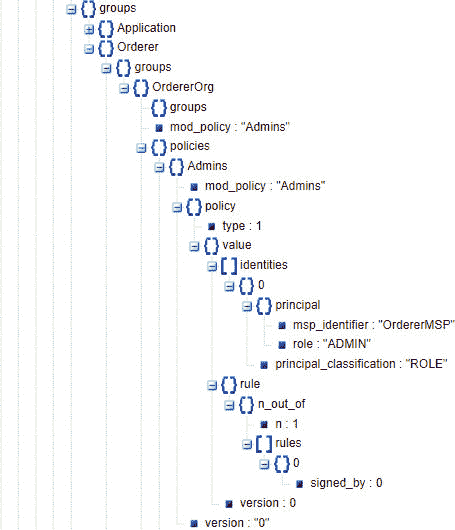 groups
Application
Orderer
groups
OrdererOrg
groups
mod_policy : "Admins"
policies
Admins
mod_policy : "Admins"
policy
type : 1
value
identities
0
principal
msp_identifier : "OrdererMSP"
role : "ADMIN"
principal_classification : "ROLE"
rule
n_out_of
n : 1
rules
0
signed_by : 0
version : 0
version : "0"